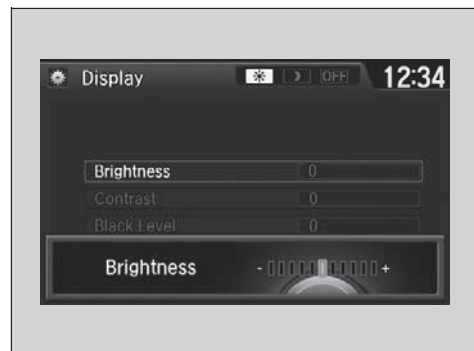 Display OFF 12:34
Brightness 0
Contrast 0
Black Level 0
Brightness - +